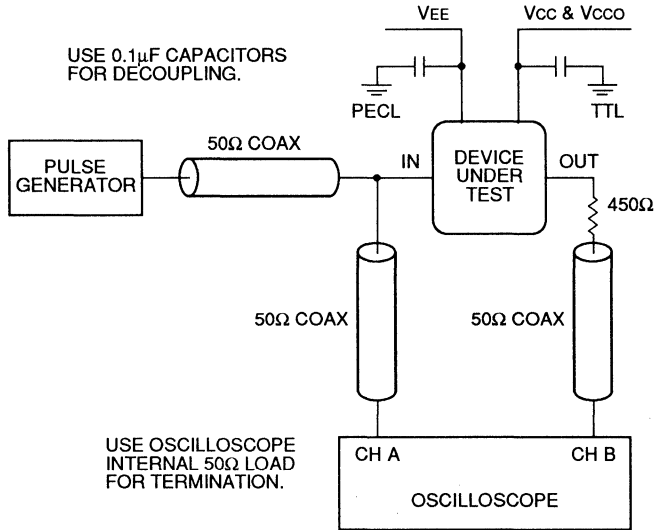 VEE
VCC & VCCO
USE 0.1µF CAPACITORS
FOR DECOUPLING.
PECL
TTL
50Ω COAX
PULSE
GENERATOR
IN
DEVICE
UNDER
TEST
OUT
450Ω
50Ω COAX
50Ω COAX
USE OSCILLOSCOPE
INTERNAL 50Ω LOAD
FOR TERMINATION.
CH A
CH B
OSCILLOSCOPE